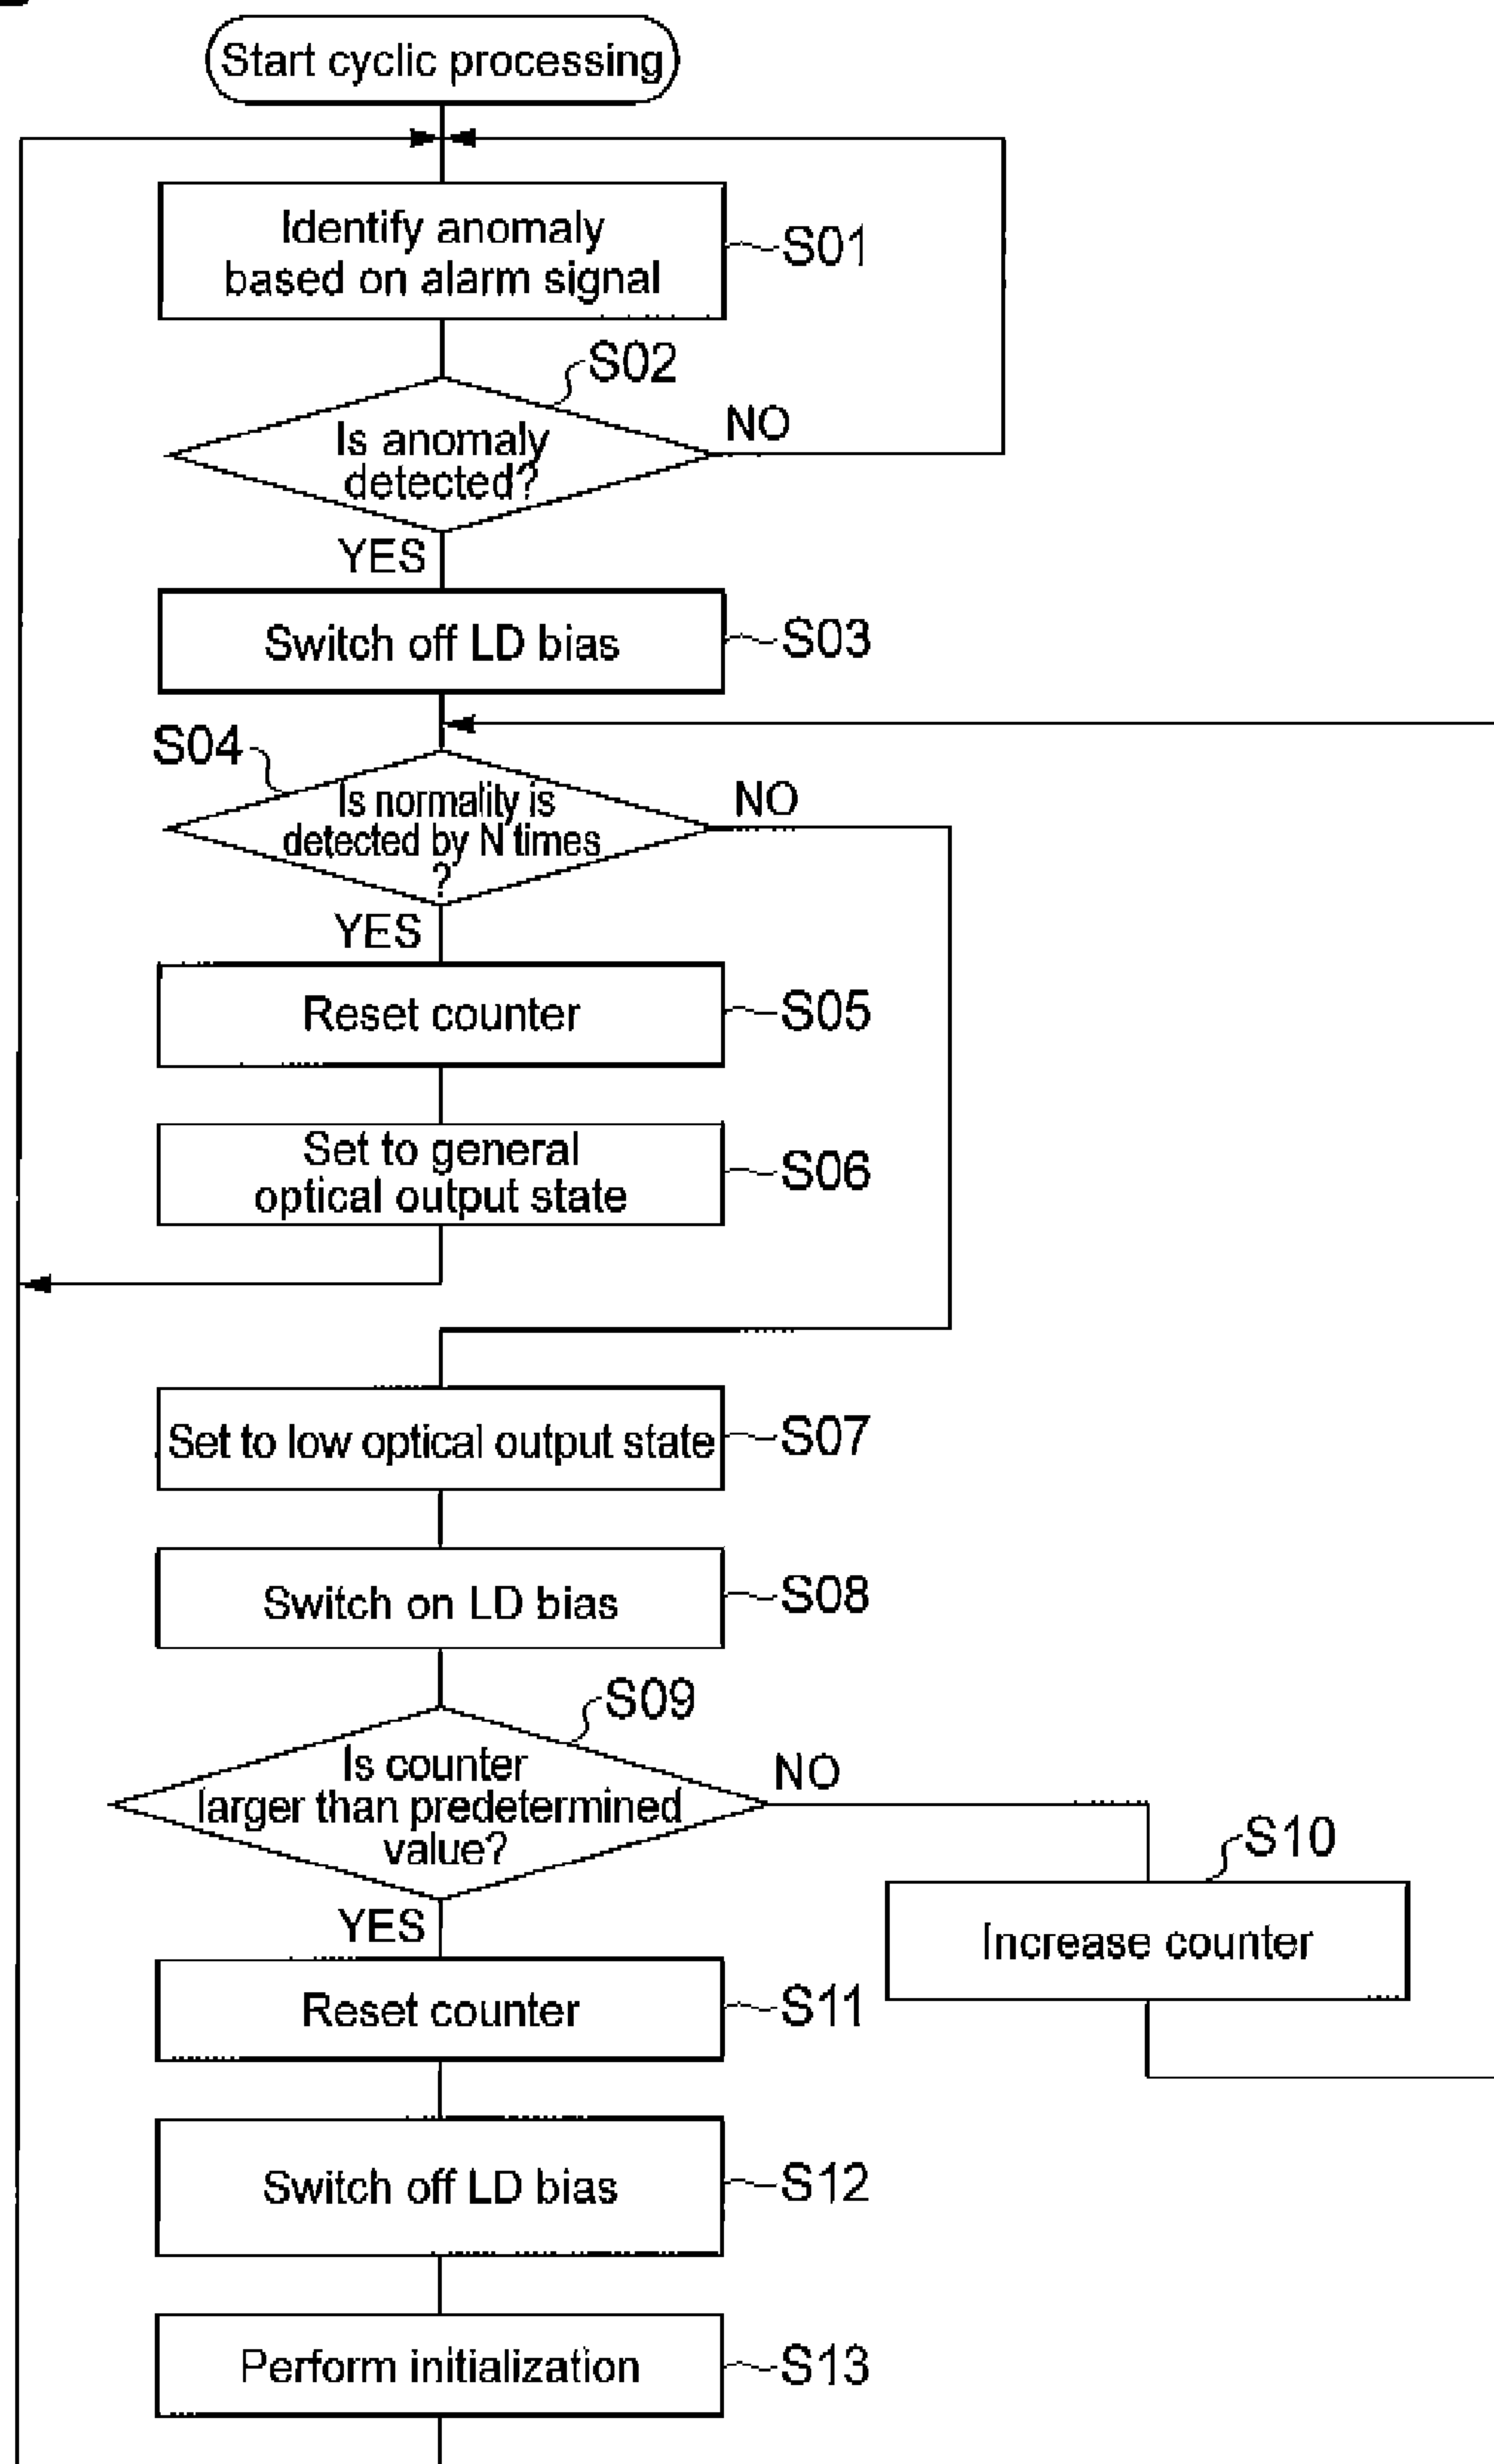 Start cyclic processing
Identify anomaly
based on alarm signal
S01
S02
Is anomaly
detected?
NO
YES
Switch off LD bias
S03
S04
Is normality is
detected by N times
?
NO
YES
Reset counter
S05
Set to general
optical output state
S06
Set to low optical output state
S07
Switch on LD bias
S08
S09
Is counter
larger than predetermined
value?
NO
S10
Increase counter
YES
Reset counter
S11
Switch off LD bias
S12
Perform initialization
S13